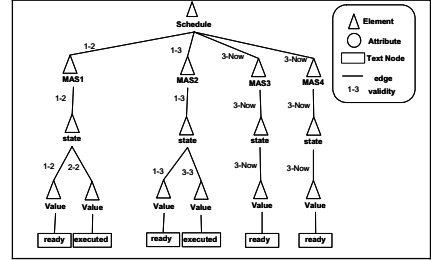 Schedule
1-2
1-3
3-Now
3-Now
MAS1
MAS2
MAS3
MAS4
1-2
1-3
3-Now
3-Now
state
state
state
state
1-2
2-2
1-3
3-3
3-Now
3-Now
Value
Value
Value
Value
Value
Value
ready
executed
ready
executed
ready
ready
Element
Attribute
Text Node
edge
1-3
validity